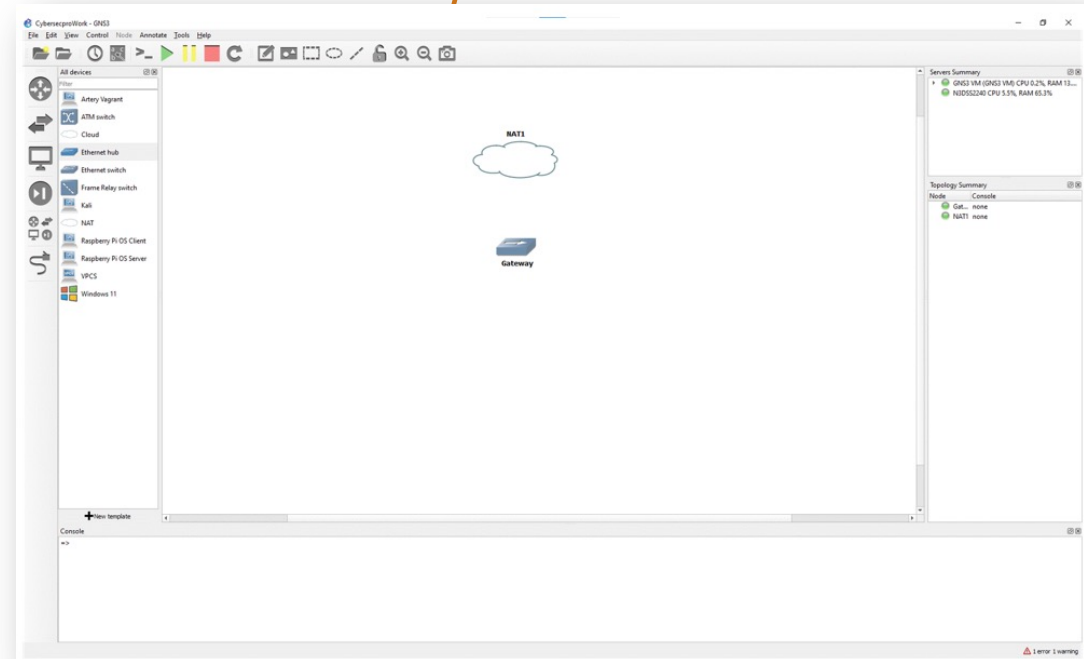 CybersecproWork - GNS3
File Edit View Control Node Annotate Tools Help
All devices
Filter
Artery Vagrant
ATM switch
Cloud
Ethernet hub
Ethernet switch
Frame Relay switch
Kali
NAT
Raspberry Pi OS Client
Raspberry Pi OS Server
VPCS
Windows 11
New template
NAT1
Gateway
Servers Summary
GNS3 VM (GNS3 VM) CPU 0.2%, RAM 13....
N3DSS2240 CPU 5.5%, RAM 65.3%
Topology Summary
Node Console
Gat... none
NAT1 none
Console
=>
1 error 1 warning